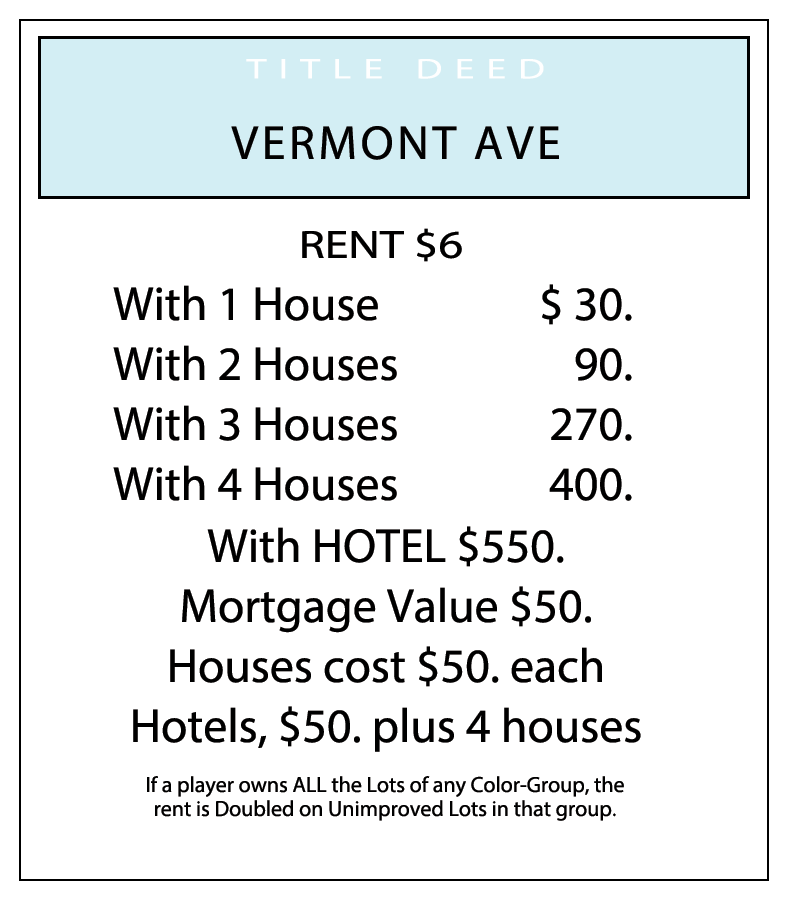 TITLE DEED
VERMONT AVE
RENT $6
With 1 House $ 30.
With 2 Houses 90.
With 3 Houses 270.
With 4 Houses 400.
With HOTEL $550.
Mortgage Value $50.
Houses cost $50. each
Hotels, $50. plus 4 houses
If a player owns ALL the Lots of any Color-Group, the
rent is Doubled on Unimproved Lots in that group.